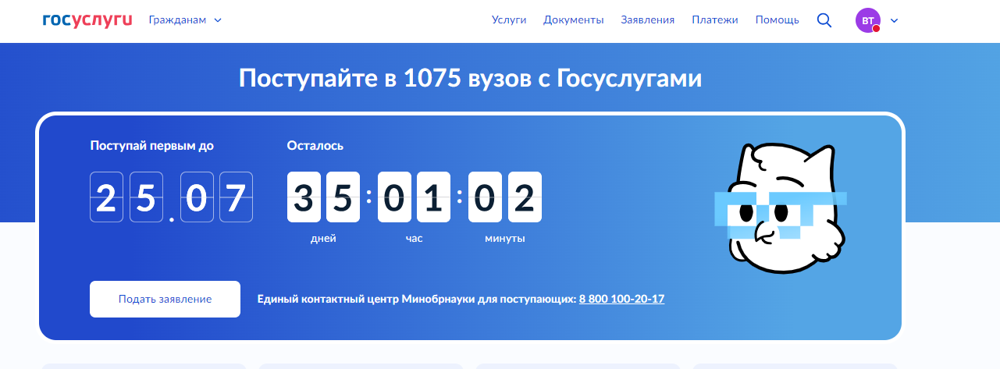 госуслуги Гражданам Услуги Документы Заявления Платежи Помощь ВТ
Поступайте в 1075 вузов с Госуслугами
Поступай первым до Осталось
25.07 35:01:02
дней час минуты
Подать заявление Единый контактный центр Минобрнауки для поступающих: 8 800 100-20-17